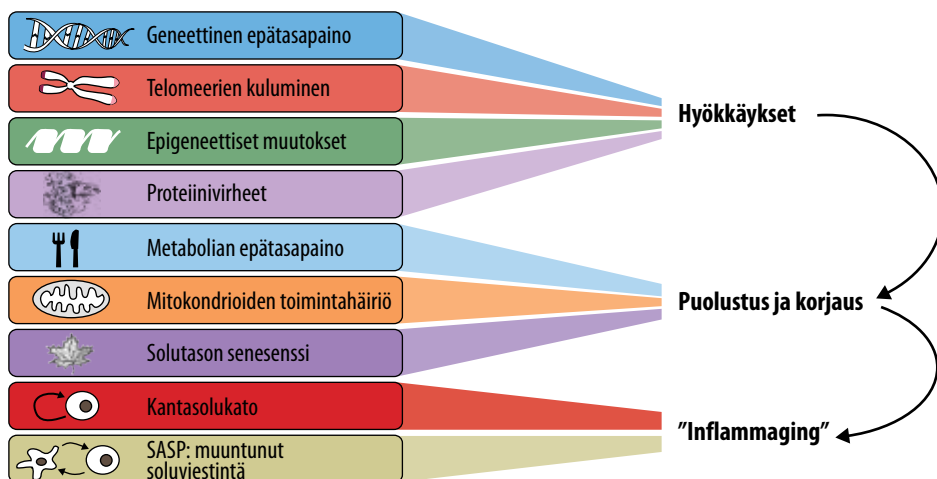 Geneettinen epätasapaino
Telomeerien kuluminen
Epigeneettiset muutokset
Proteiinivirheet
Metabolian epätasapaino
Mitokondrioiden toimintahäiriö
Solutason senesenssi
Kantasolukato
SASP: muuntunut
soluviestintä
Hyökkäykset
Puolustus ja korjaus
”Inflammaging”